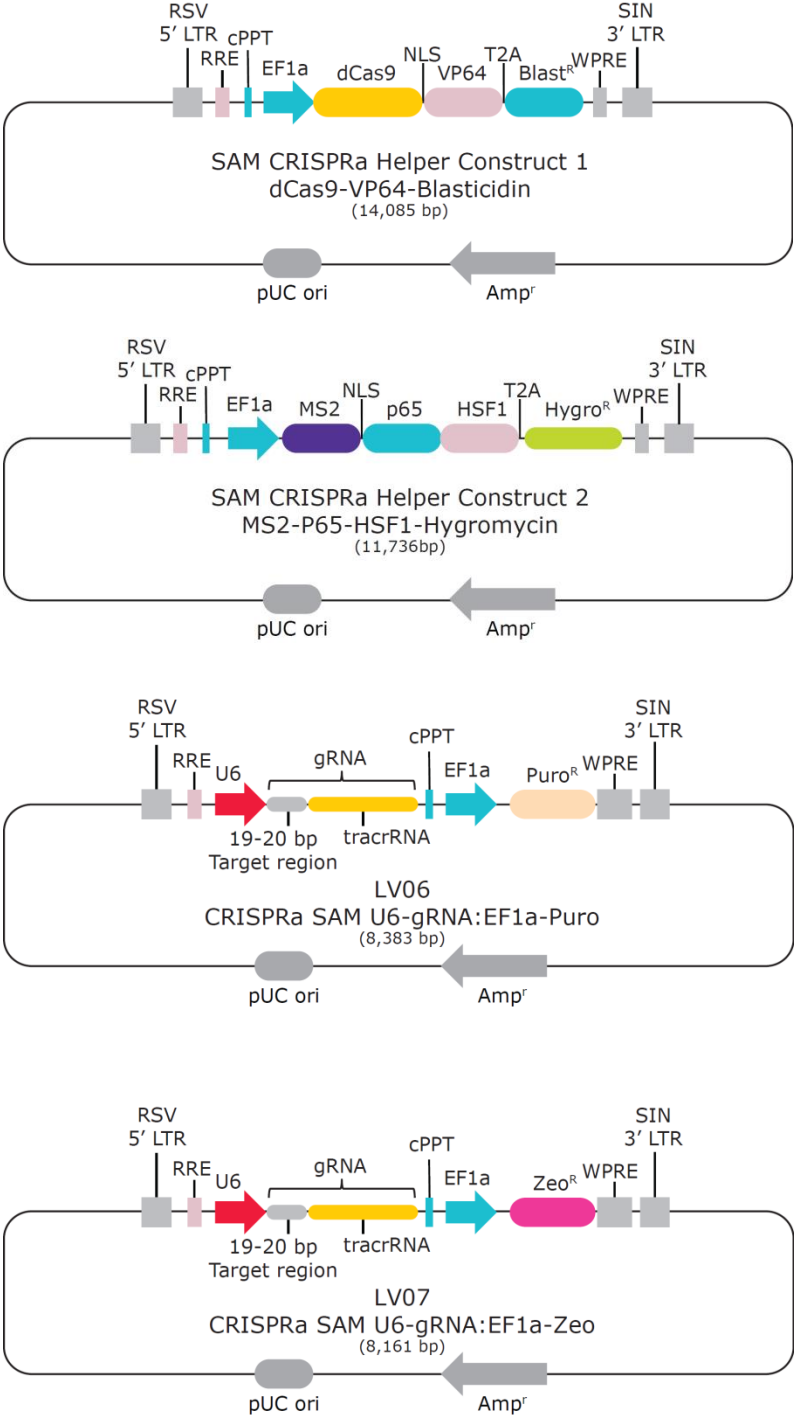 RSV
5′ LTR
RRE
cPPT
EF1a
dCas9
NLS
VP64
T2A
Blastᴿ
WPRE
SIN
3′ LTR
SAM CRISPRa Helper Construct 1
dCas9-VP64-Blasticidin
(14,085 bp)
pUC ori
Ampʳ
RSV
5′ LTR
RRE
cPPT
EF1a
MS2
NLS
p65
HSF1
T2A
Hygroᴿ
WPRE
SIN
3′ LTR
SAM CRISPRa Helper Construct 2
MS2-P65-HSF1-Hygromycin
(11,736bp)
pUC ori
Ampʳ
RSV
5′ LTR
RRE
U6
gRNA
cPPT
EF1a
Puroᴿ
WPRE
SIN
3′ LTR
19-20 bp
Target region
tracrRNA
LV06
CRISPRa SAM U6-gRNA:EF1a-Puro
(8,383 bp)
pUC ori
Ampʳ
RSV
5′ LTR
RRE
U6
gRNA
cPPT
EF1a
Zeoᴿ
WPRE
SIN
3′ LTR
19-20 bp
Target region
tracrRNA
LV07
CRISPRa SAM U6-gRNA:EF1a-Zeo
(8,161 bp)
pUC ori
Ampʳ